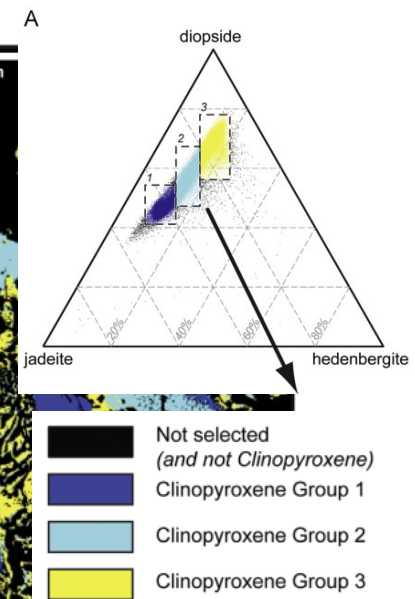 A
diopside
3
2
1
20%
40%
60%
80%
jadeite
hedenbergite
Not selected
(and not Clinopyroxene)
Clinopyroxene Group 1
Clinopyroxene Group 2
Clinopyroxene Group 3